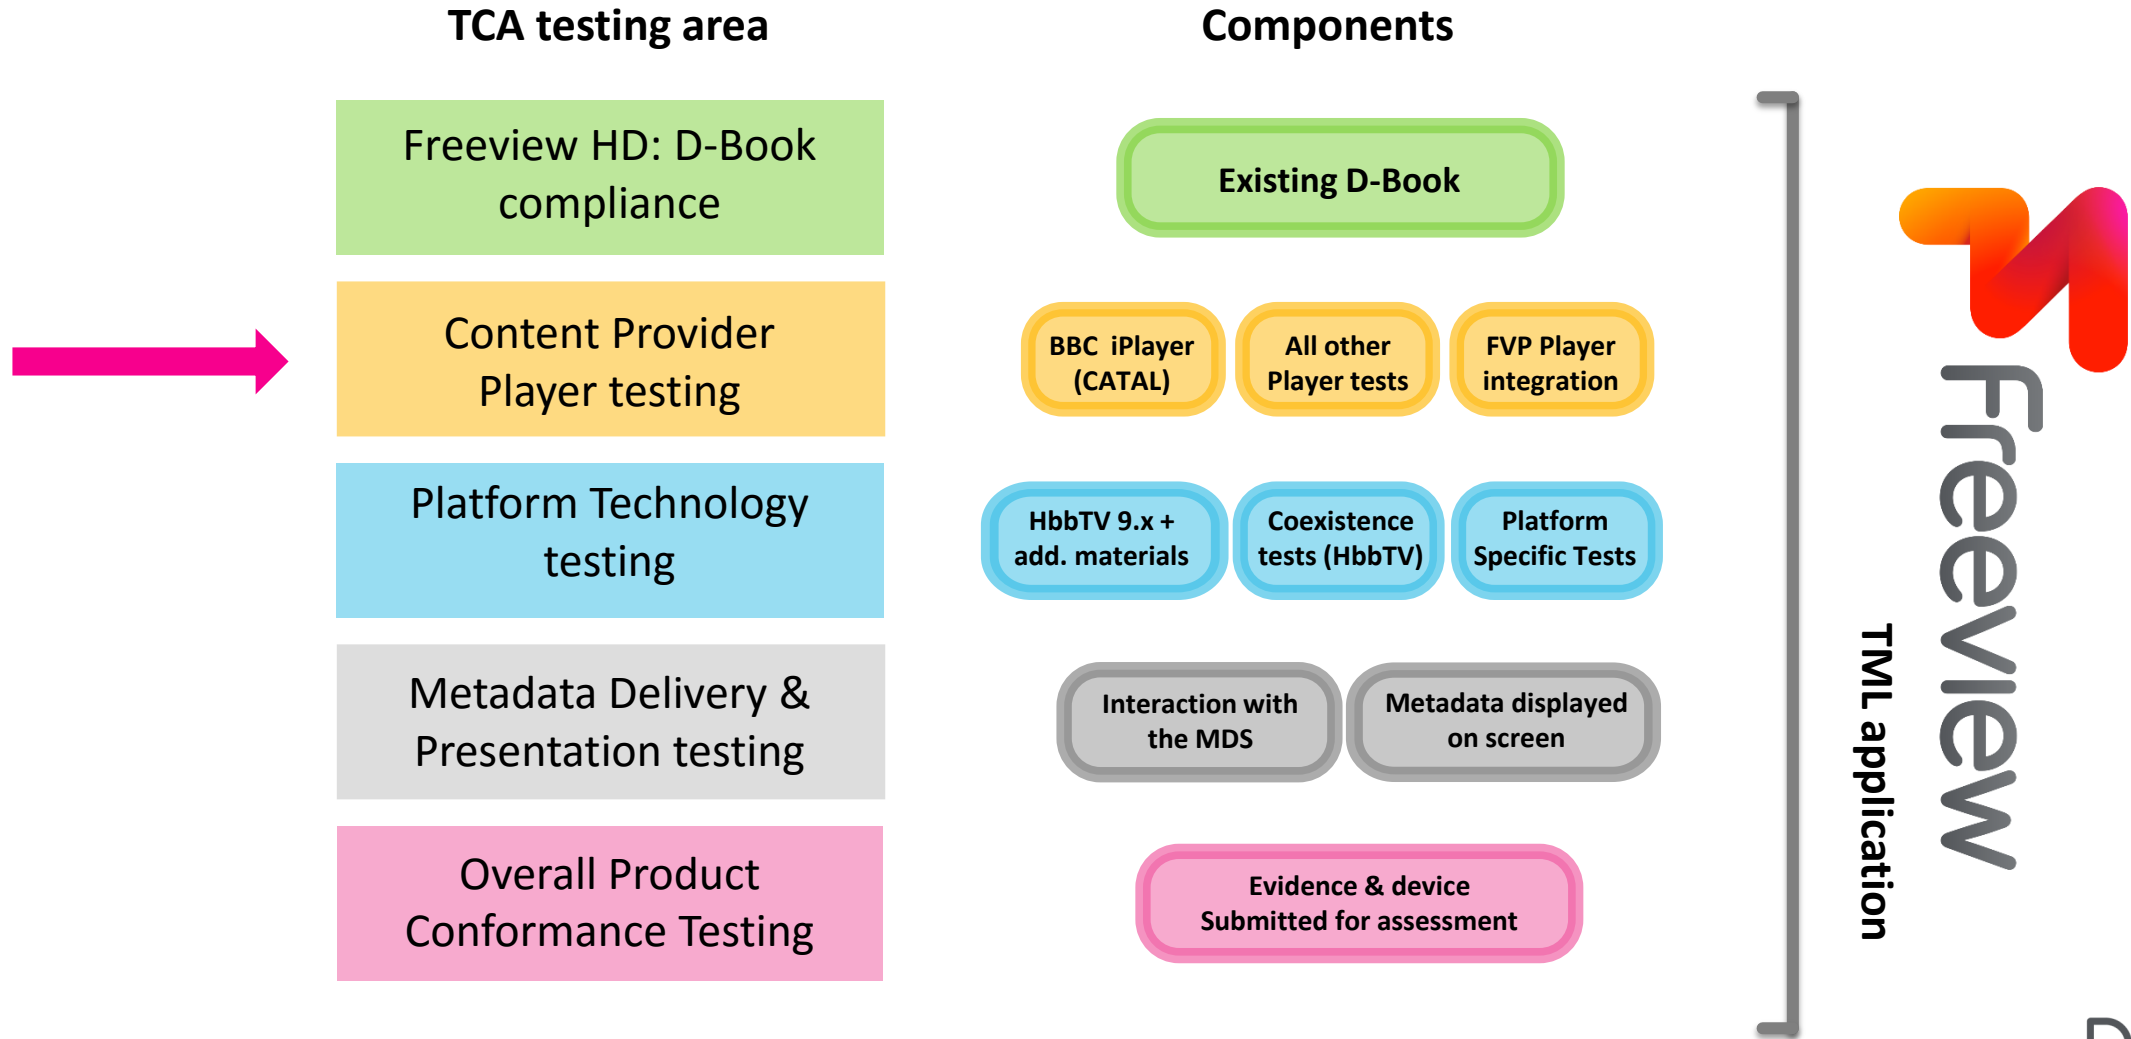 TCA testing area
Components
Freeview HD: D-Book
compliance
Existing D-Book
Content Provider
Player testing
BBC iPlayer
(CATAL)
All other
Player tests
FVP Player
integration
Platform Technology
testing
HbbTV 9.x +
add. materials
Coexistence
tests (HbbTV)
Platform
Specific Tests
Metadata Delivery &
Presentation testing
Interaction with
the MDS
Metadata displayed
on screen
Overall Product
Conformance Testing
Evidence & device
Submitted for assessment
TML application
Freeview